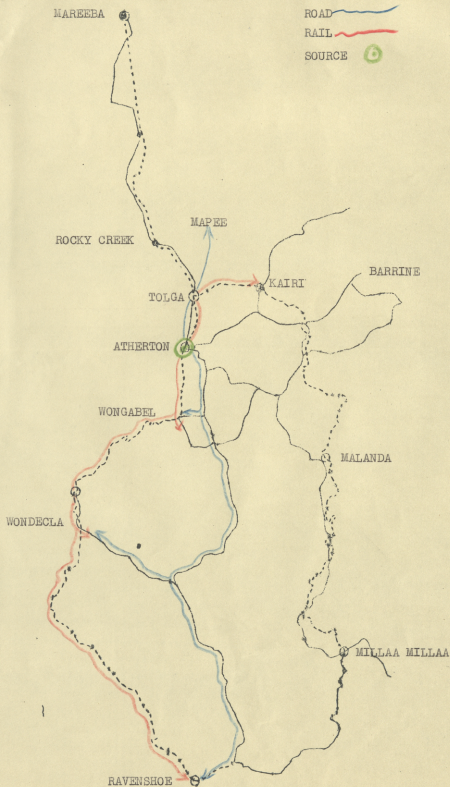 MAREEBA
ROAD
RAIL
SOURCE
MAPEE
ROCKY CREEK
BARRINE
KAIRI
TOLGA
ATHERTON
WONGABEL
MALANDA
WONDECLA
MILLAA MILLAA
RAVENSHOE